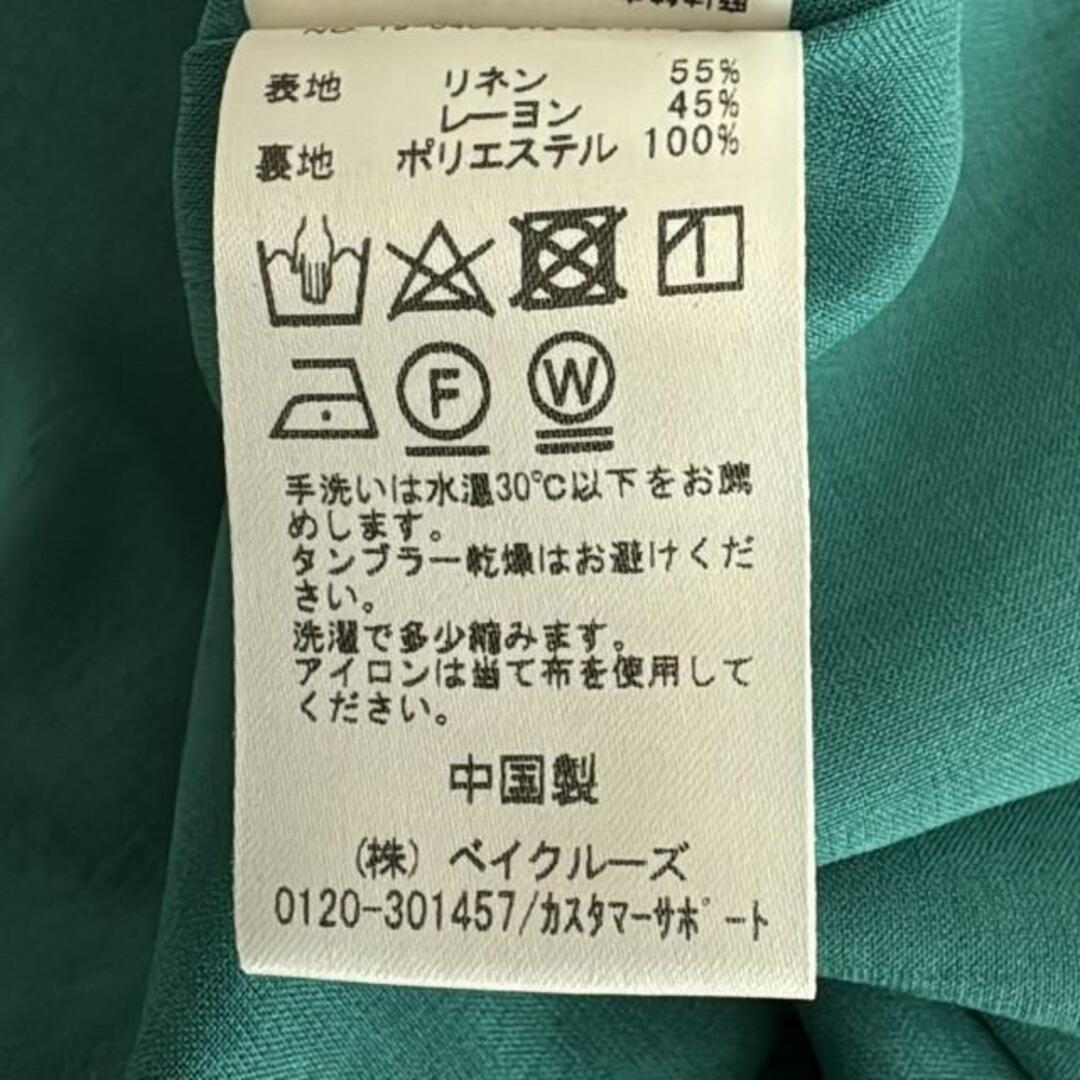 表地 リネン 55%
レーヨン 45%
裏地 ポリエステル 100%
F W
手洗いは水温30℃以下をお薦
めします。
タンブラー乾燥はお避けくだ
さい。
洗濯で多少縮みます。
アイロンは当て布を使用して
ください。
中国製
(株) ベイクルーズ
0120-301457/カスタマーサポート